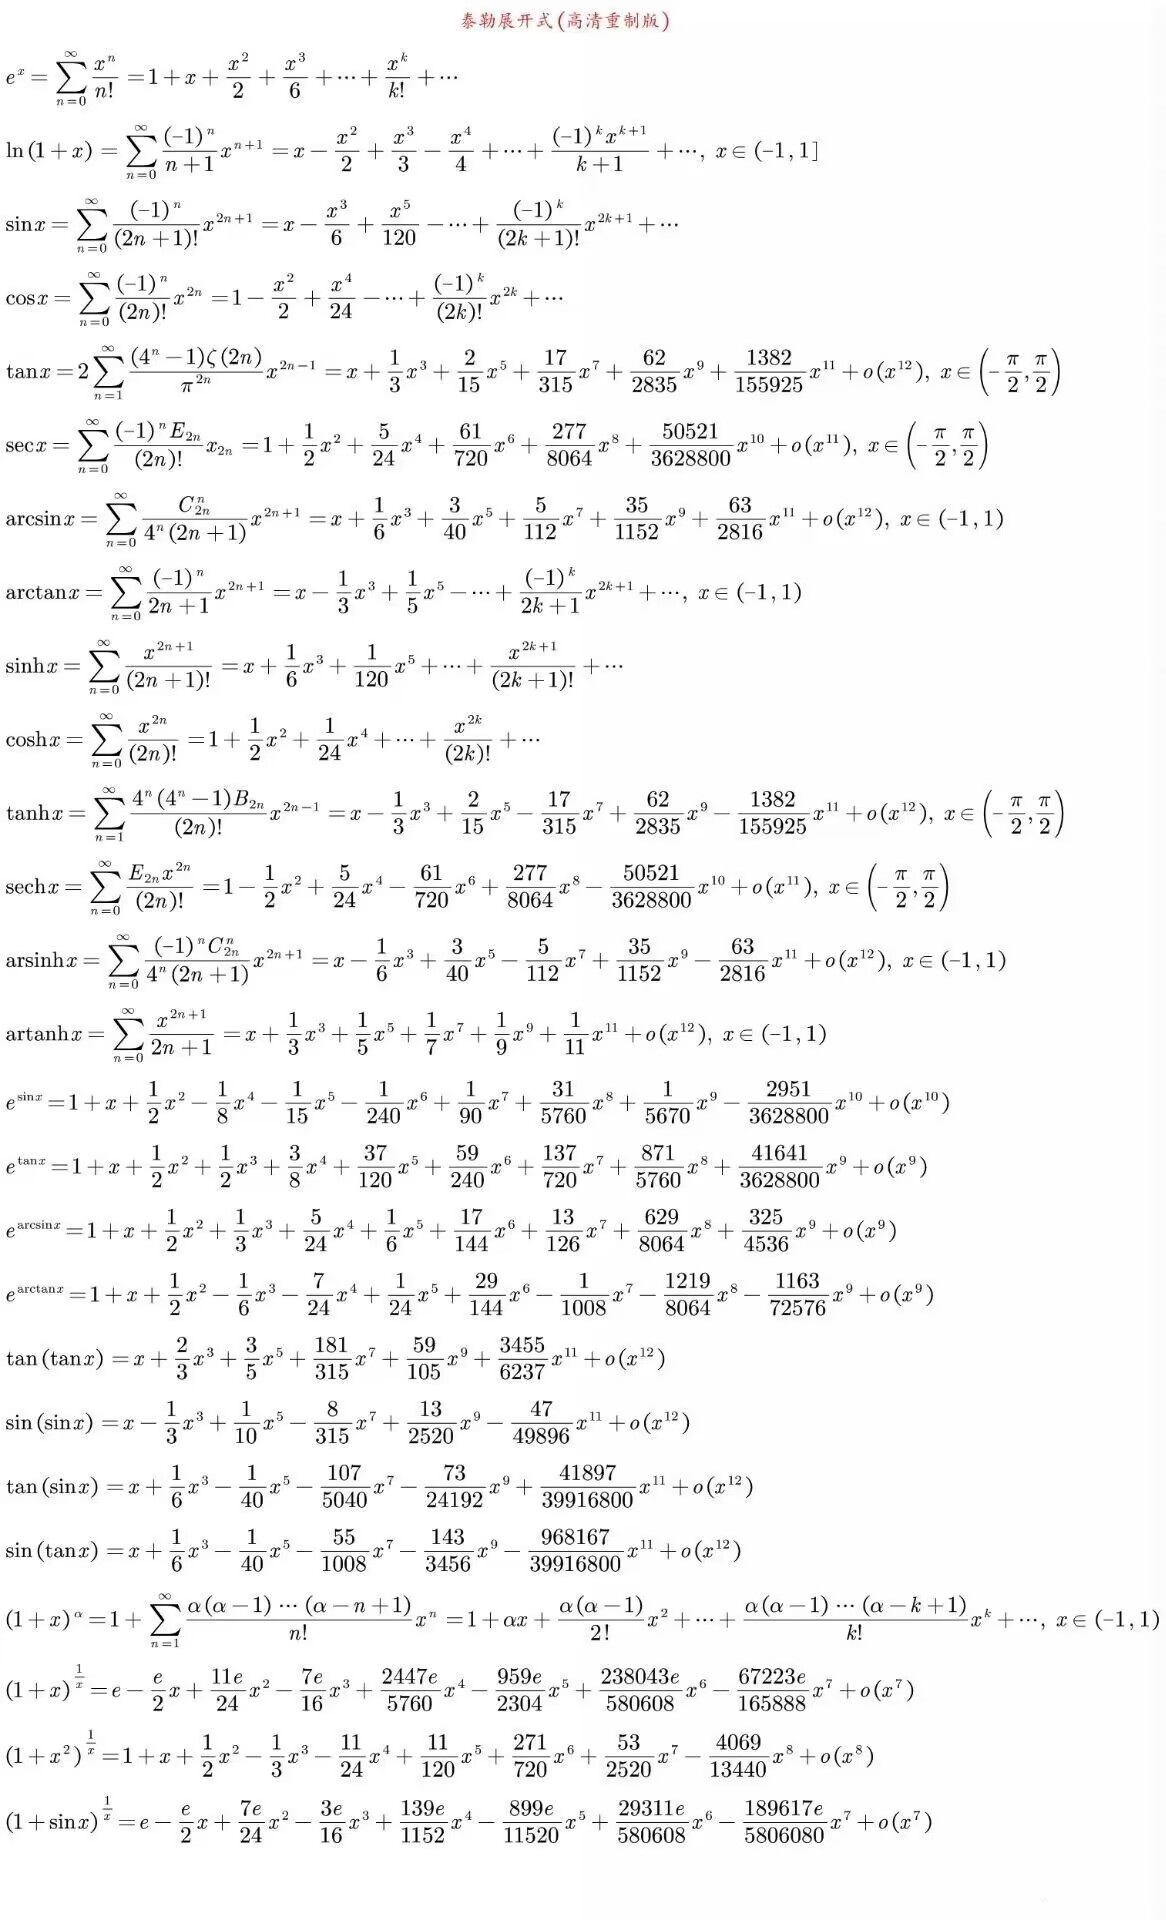 泰勒展开式(高清重制版)
$e^x=\sum_{n=0}^{\infty}\frac{x^n}{n!}=1+x+\frac{x^2}{2}+\frac{x^3}{6}+\cdots+\frac{x^k}{k!}+\cdots$
$\ln(1+x)=\sum_{n=0}^{\infty}\frac{(-1)^n}{n+1}x^{n+1}=x-\frac{x^2}{2}+\frac{x^3}{3}-\frac{x^4}{4}+\cdots+\frac{(-1)^kx^{k+1}}{k+1}+\cdots,\ x\in(-1,1]$
$\sin x=\sum_{n=0}^{\infty}\frac{(-1)^n}{(2n+1)!}x^{2n+1}=x-\frac{x^3}{6}+\frac{x^5}{120}-\cdots+\frac{(-1)^k}{(2k+1)!}x^{2k+1}+\cdots$
$\cos x=\sum_{n=0}^{\infty}\frac{(-1)^n}{(2n)!}x^{2n}=1-\frac{x^2}{2}+\frac{x^4}{24}-\cdots+\frac{(-1)^k}{(2k)!}x^{2k}+\cdots$
$\tan x=2\sum_{n=1}^{\infty}\frac{(4^n-1)\zeta(2n)}{\pi^{2n}}x^{2n-1}=x+\frac{1}{3}x^3+\frac{2}{15}x^5+\frac{17}{315}x^7+\frac{62}{2835}x^9+\frac{1382}{155925}x^{11}+o(x^{12}),\ x\in\left(-\frac{\pi}{2},\frac{\pi}{2}\right)$
$\sec x=\sum_{n=0}^{\infty}\frac{(-1)^nE_{2n}}{(2n)!}x_{2n}=1+\frac{1}{2}x^2+\frac{5}{24}x^4+\frac{61}{720}x^6+\frac{277}{8064}x^8+\frac{50521}{3628800}x^{10}+o(x^{11}),\ x\in\left(-\frac{\pi}{2},\frac{\pi}{2}\right)$
$\arcsin x=\sum_{n=0}^{\infty}\frac{C_{2n}^n}{4^n(2n+1)}x^{2n+1}=x+\frac{1}{6}x^3+\frac{3}{40}x^5+\frac{5}{112}x^7+\frac{35}{1152}x^9+\frac{63}{2816}x^{11}+o(x^{12}),\ x\in(-1,1)$
$\arctan x=\sum_{n=0}^{\infty}\frac{(-1)^n}{2n+1}x^{2n+1}=x-\frac{1}{3}x^3+\frac{1}{5}x^5-\cdots+\frac{(-1)^k}{2k+1}x^{2k+1}+\cdots,\ x\in(-1,1)$
$\sinh x=\sum_{n=0}^{\infty}\frac{x^{2n+1}}{(2n+1)!}=x+\frac{1}{6}x^3+\frac{1}{120}x^5+\cdots+\frac{x^{2k+1}}{(2k+1)!}+\cdots$
$\cosh x=\sum_{n=0}^{\infty}\frac{x^{2n}}{(2n)!}=1+\frac{1}{2}x^2+\frac{1}{24}x^4+\cdots+\frac{x^{2k}}{(2k)!}+\cdots$
$\tanh x=\sum_{n=1}^{\infty}\frac{4^n(4^n-1)B_{2n}}{(2n)!}x^{2n-1}=x-\frac{1}{3}x^3+\frac{2}{15}x^5-\frac{17}{315}x^7+\frac{62}{2835}x^9-\frac{1382}{155925}x^{11}+o(x^{12}),\ x\in\left(-\frac{\pi}{2},\frac{\pi}{2}\right)$
$\operatorname{sech}x=\sum_{n=0}^{\infty}\frac{E_{2n}x^{2n}}{(2n)!}=1-\frac{1}{2}x^2+\frac{5}{24}x^4-\frac{61}{720}x^6+\frac{277}{8064}x^8-\frac{50521}{3628800}x^{10}+o(x^{11}),\ x\in\left(-\frac{\pi}{2},\frac{\pi}{2}\right)$
$\operatorname{arsinh}x=\sum_{n=0}^{\infty}\frac{(-1)^nC_{2n}^n}{4^n(2n+1)}x^{2n+1}=x-\frac{1}{6}x^3+\frac{3}{40}x^5-\frac{5}{112}x^7+\frac{35}{1152}x^9-\frac{63}{2816}x^{11}+o(x^{12}),\ x\in(-1,1)$
$\operatorname{artanh}x=\sum_{n=0}^{\infty}\frac{x^{2n+1}}{2n+1}=x+\frac{1}{3}x^3+\frac{1}{5}x^5+\frac{1}{7}x^7+\frac{1}{9}x^9+\frac{1}{11}x^{11}+o(x^{12}),\ x\in(-1,1)$
$e^{\sin x}=1+x+\frac{1}{2}x^2-\frac{1}{8}x^4-\frac{1}{15}x^5-\frac{1}{240}x^6+\frac{1}{90}x^7+\frac{31}{5760}x^8+\frac{1}{5670}x^9-\frac{2951}{3628800}x^{10}+o(x^{10})$
$e^{\tan x}=1+x+\frac{1}{2}x^2+\frac{1}{2}x^3+\frac{3}{8}x^4+\frac{37}{120}x^5+\frac{59}{240}x^6+\frac{137}{720}x^7+\frac{871}{5760}x^8+\frac{41641}{3628800}x^9+o(x^9)$
$e^{\arcsin x}=1+x+\frac{1}{2}x^2+\frac{1}{3}x^3+\frac{5}{24}x^4+\frac{1}{6}x^5+\frac{17}{144}x^6+\frac{13}{126}x^7+\frac{629}{8064}x^8+\frac{325}{4536}x^9+o(x^9)$
$e^{\arctan x}=1+x+\frac{1}{2}x^2-\frac{1}{6}x^3-\frac{7}{24}x^4+\frac{1}{24}x^5+\frac{29}{144}x^6-\frac{1}{1008}x^7-\frac{1219}{8064}x^8-\frac{1163}{72576}x^9+o(x^9)$
$\tan(\tan x)=x+\frac{2}{3}x^3+\frac{3}{5}x^5+\frac{181}{315}x^7+\frac{59}{105}x^9+\frac{3455}{6237}x^{11}+o(x^{12})$
$\sin(\sin x)=x-\frac{1}{3}x^3+\frac{1}{10}x^5-\frac{8}{315}x^7+\frac{13}{2520}x^9-\frac{47}{49896}x^{11}+o(x^{12})$
$\tan(\sin x)=x+\frac{1}{6}x^3-\frac{1}{40}x^5-\frac{107}{5040}x^7-\frac{73}{24192}x^9+\frac{41897}{39916800}x^{11}+o(x^{12})$
$\sin(\tan x)=x+\frac{1}{6}x^3-\frac{1}{40}x^5-\frac{55}{1008}x^7-\frac{143}{3456}x^9-\frac{968167}{39916800}x^{11}+o(x^{12})$
$(1+x)^{\alpha}=1+\sum_{n=1}^{\infty}\frac{\alpha(\alpha-1)\cdots(\alpha-n+1)}{n!}x^n=1+\alpha x+\frac{\alpha(\alpha-1)}{2!}x^2+\cdots+\frac{\alpha(\alpha-1)\cdots(\alpha-k+1)}{k!}x^k+\cdots,\ x\in(-1,1)$
$(1+x)^{\frac{1}{x}}=e-\frac{e}{2}x+\frac{11e}{24}x^2-\frac{7e}{16}x^3+\frac{2447e}{5760}x^4-\frac{959e}{2304}x^5+\frac{238043e}{580608}x^6-\frac{67223e}{165888}x^7+o(x^7)$
$(1+x^2)^{\frac{1}{x}}=1+x+\frac{1}{2}x^2-\frac{1}{3}x^3-\frac{11}{24}x^4+\frac{11}{120}x^5+\frac{271}{720}x^6+\frac{53}{2520}x^7-\frac{4069}{13440}x^8+o(x^8)$
$(1+\sin x)^{\frac{1}{x}}=e-\frac{e}{2}x+\frac{7e}{24}x^2-\frac{3e}{16}x^3+\frac{139e}{1152}x^4-\frac{899e}{11520}x^5+\frac{29311e}{580608}x^6-\frac{189617e}{5806080}x^7+o(x^7)$